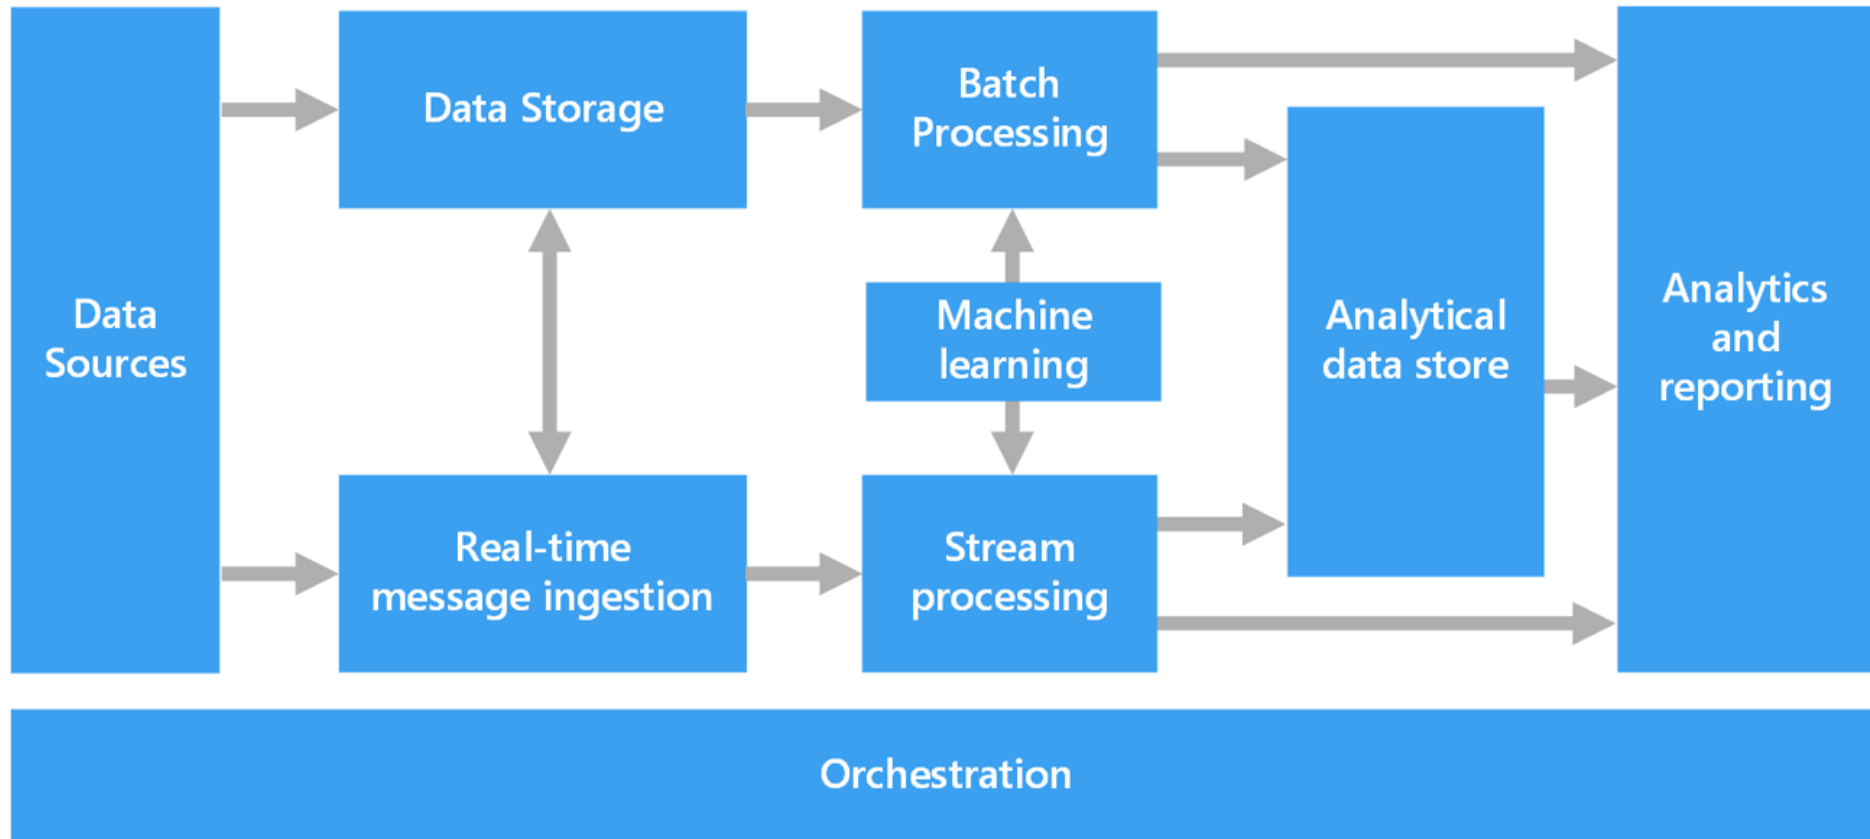 Data Storage
Batch
Processing
Data
Sources
Machine
learning
Analytical
data store
Analytics
and
reporting
Real-time
message ingestion
Stream
processing
Orchestration